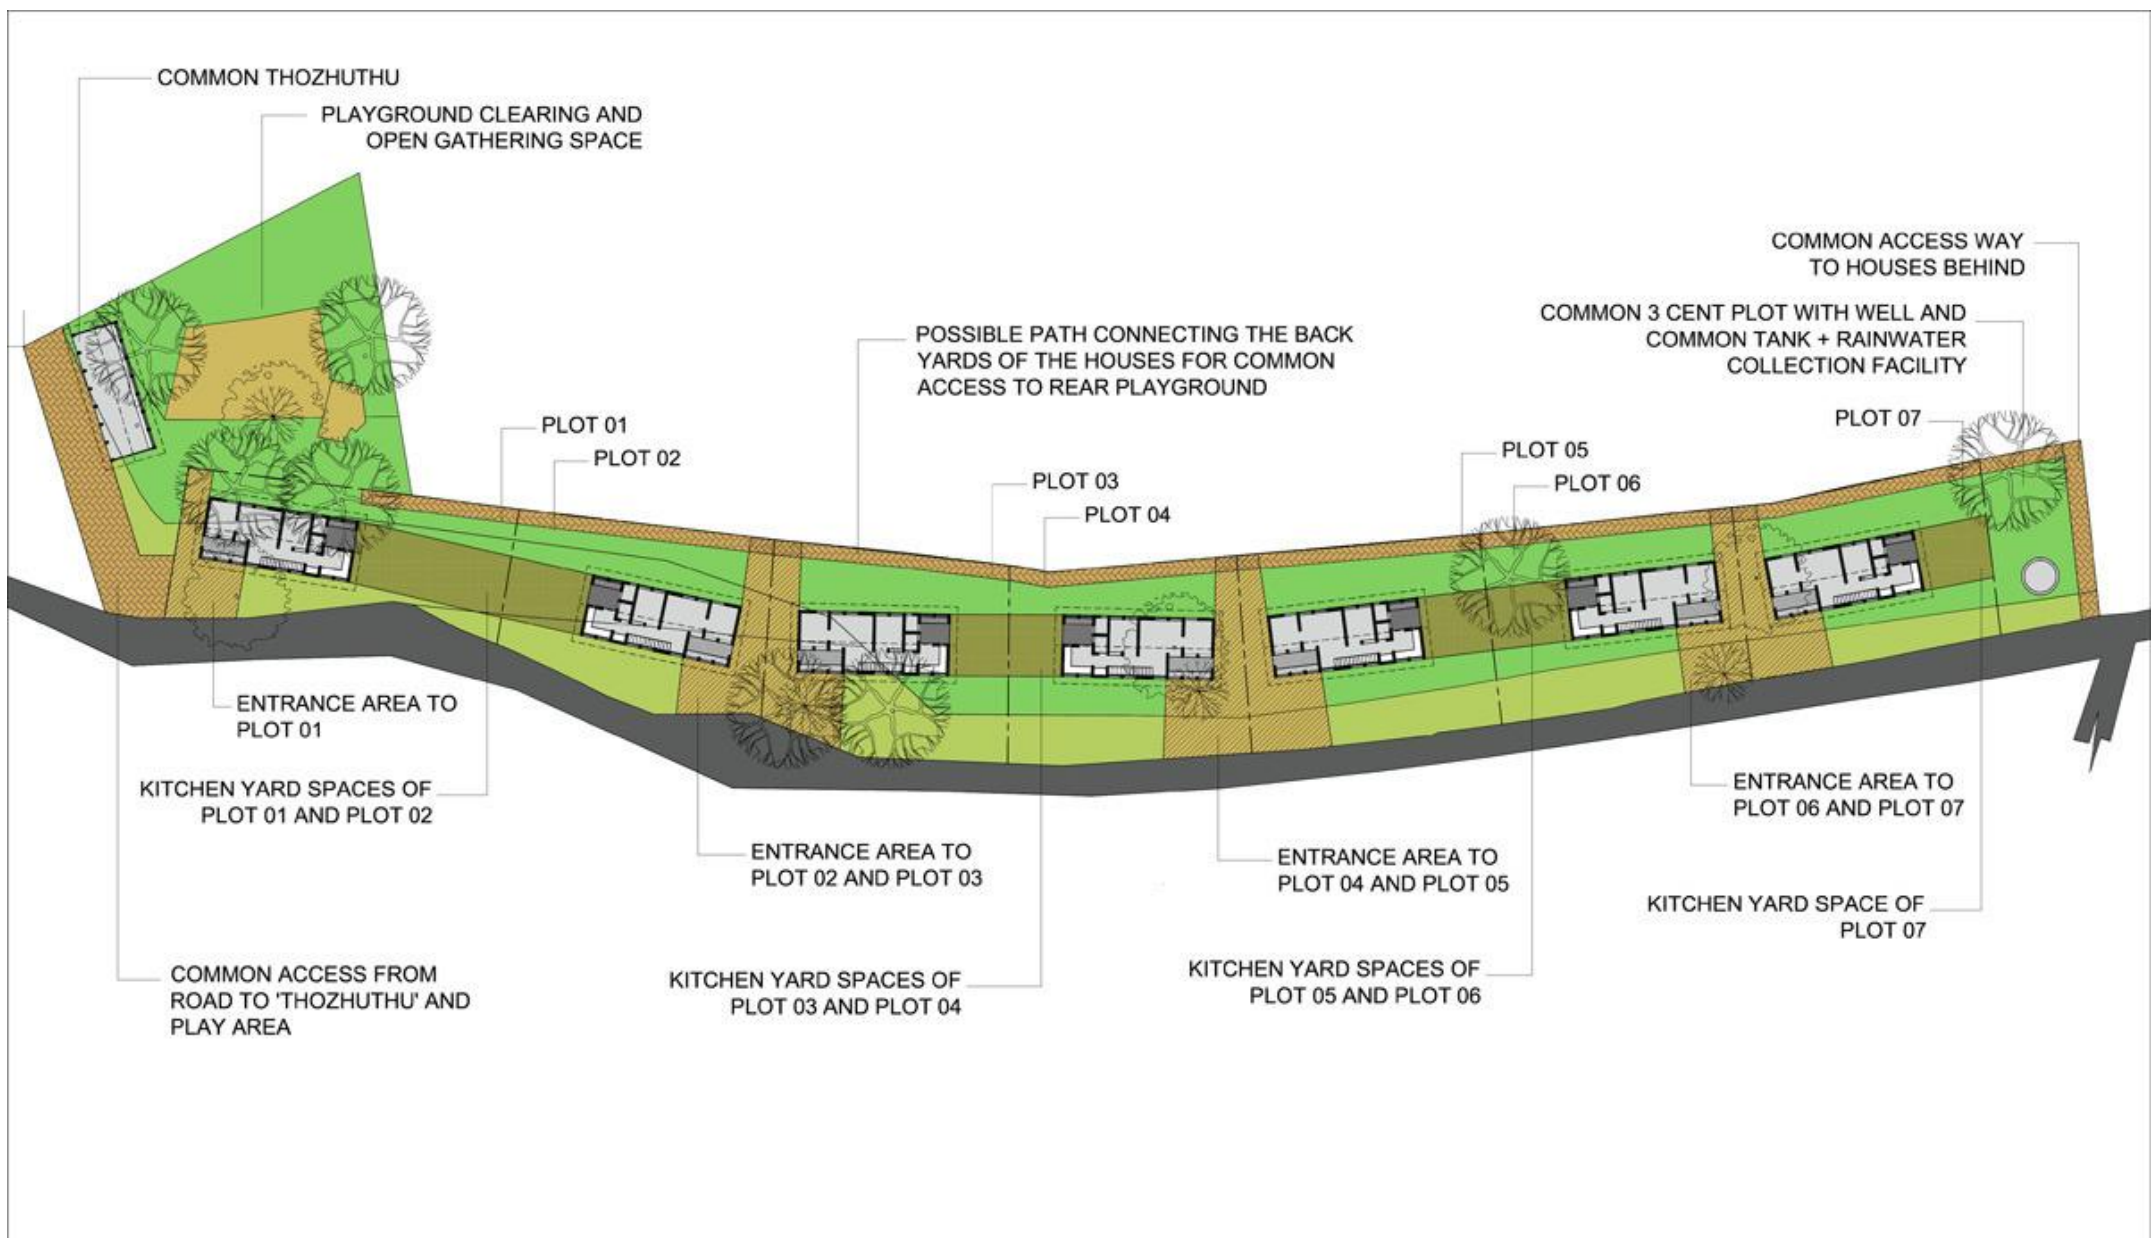 COMMON THOZHUTHU
PLAYGROUND CLEARING AND
OPEN GATHERING SPACE
COMMON ACCESS WAY
TO HOUSES BEHIND
COMMON 3 CENT PLOT WITH WELL AND
COMMON TANK + RAINWATER
COLLECTION FACILITY
POSSIBLE PATH CONNECTING THE BACK
YARDS OF THE HOUSES FOR COMMON
ACCESS TO REAR PLAYGROUND
PLOT 01
PLOT 02
PLOT 03
PLOT 04
PLOT 05
PLOT 06
PLOT 07
ENTRANCE AREA TO
PLOT 01
KITCHEN YARD SPACES OF
PLOT 01 AND PLOT 02
ENTRANCE AREA TO
PLOT 02 AND PLOT 03
ENTRANCE AREA TO
PLOT 04 AND PLOT 05
ENTRANCE AREA TO
PLOT 06 AND PLOT 07
KITCHEN YARD SPACE OF
PLOT 07
COMMON ACCESS FROM
ROAD TO 'THOZHUTHU' AND
PLAY AREA
KITCHEN YARD SPACES OF
PLOT 03 AND PLOT 04
KITCHEN YARD SPACES OF
PLOT 05 AND PLOT 06